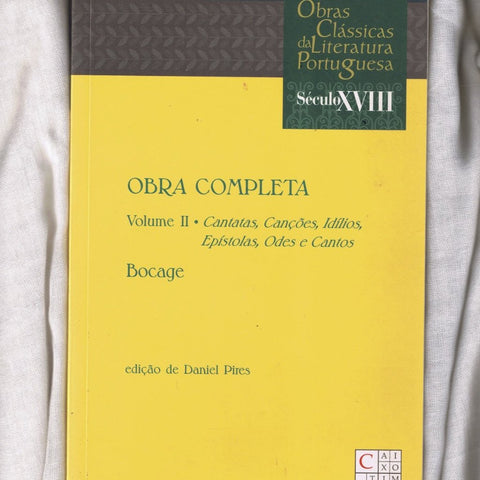 Obras
Clássicas
da Literatura
Portuguesa
Século XVIII
OBRA COMPLETA
Volume II • Cantatas, Canções, Idílios,
Epístolas, Odes e Cantos
Bocage
edição de Daniel Pires
C A I
X O
T I M